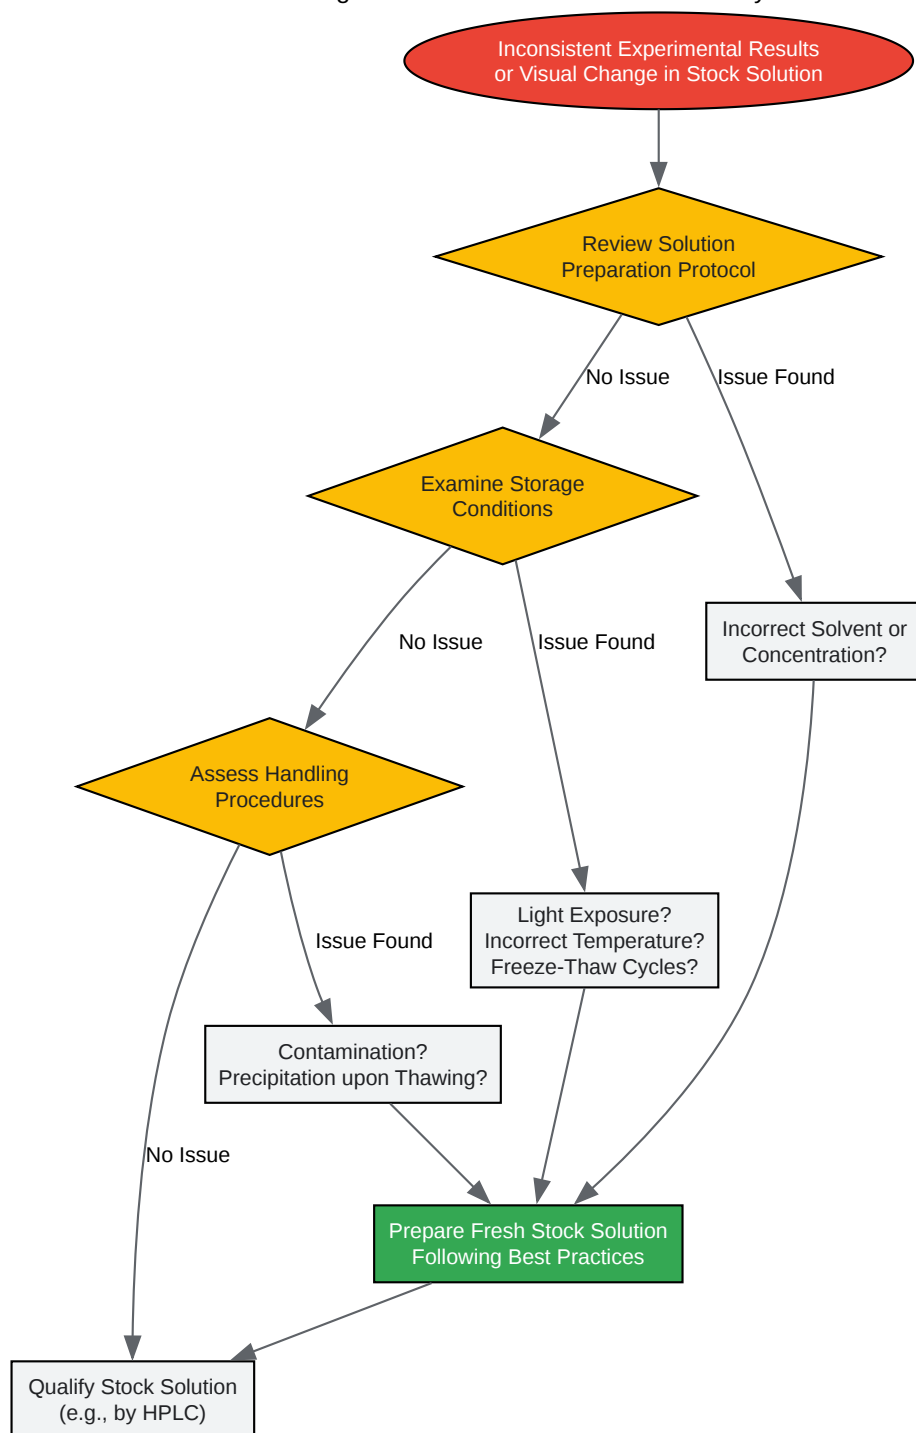 Inconsistent Experimental Results
or Visual Change in Stock Solution
Review Solution
Preparation Protocol
No Issue
Issue Found
Examine Storage
Conditions
No Issue
Issue Found
Incorrect Solvent or
Concentration?
Assess Handling
Procedures
Issue Found
Light Exposure?
Incorrect Temperature?
Freeze-Thaw Cycles?
Contamination?
Precipitation upon Thawing?
No Issue
Prepare Fresh Stock Solution
Following Best Practices
Qualify Stock Solution
(e.g., by HPLC)